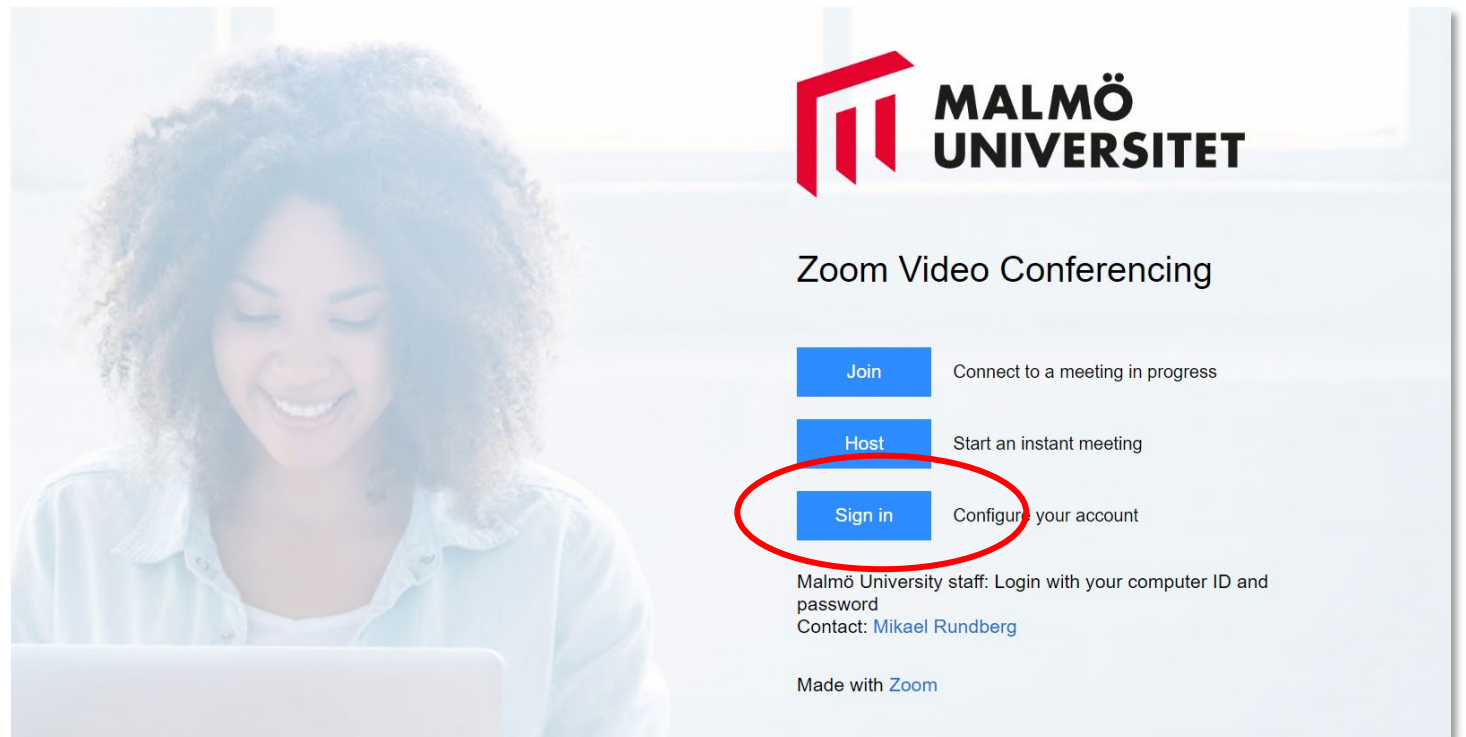 MALMÖ
UNIVERSITET
Zoom Video Conferencing
Join Connect to a meeting in progress
Host Start an instant meeting
Sign in Configure your account
Malmö University staff: Login with your computer ID and
password
Contact: Mikael Rundberg
Made with Zoom